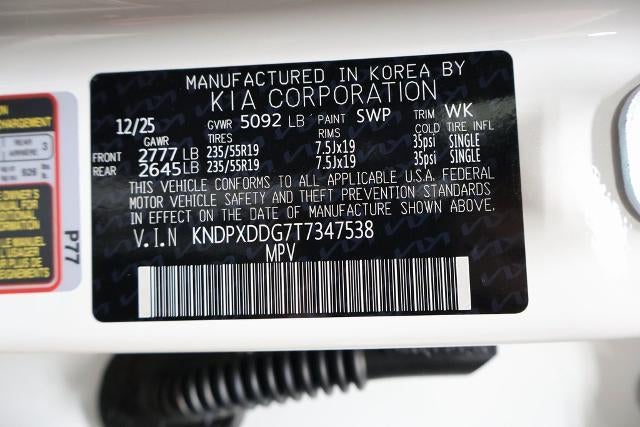 MANUFACTURED IN KOREA BY
KIA CORPORATION
12/25 GVWR 5092 LB PAINT SWP TRIM WK
GAWR TIRES RIMS COLD TIRE INFL
FRONT 2777 LB 235/55R19 7.5Jx19 35psi SINGLE
REAR 2645 LB 235/55R19 7.5Jx19 35psi SINGLE
THIS VEHICLE CONFORMS TO ALL APPLICABLE U.S.A. FEDERAL
MOTOR VEHICLE SAFETY AND THEFT PREVENTION STANDARDS
IN EFFECT ON THE DATE OF MANUFACTURE SHOWN ABOVE.
V.I.N KNDPXDDG7T7347538
MPV
REAR 3
P77